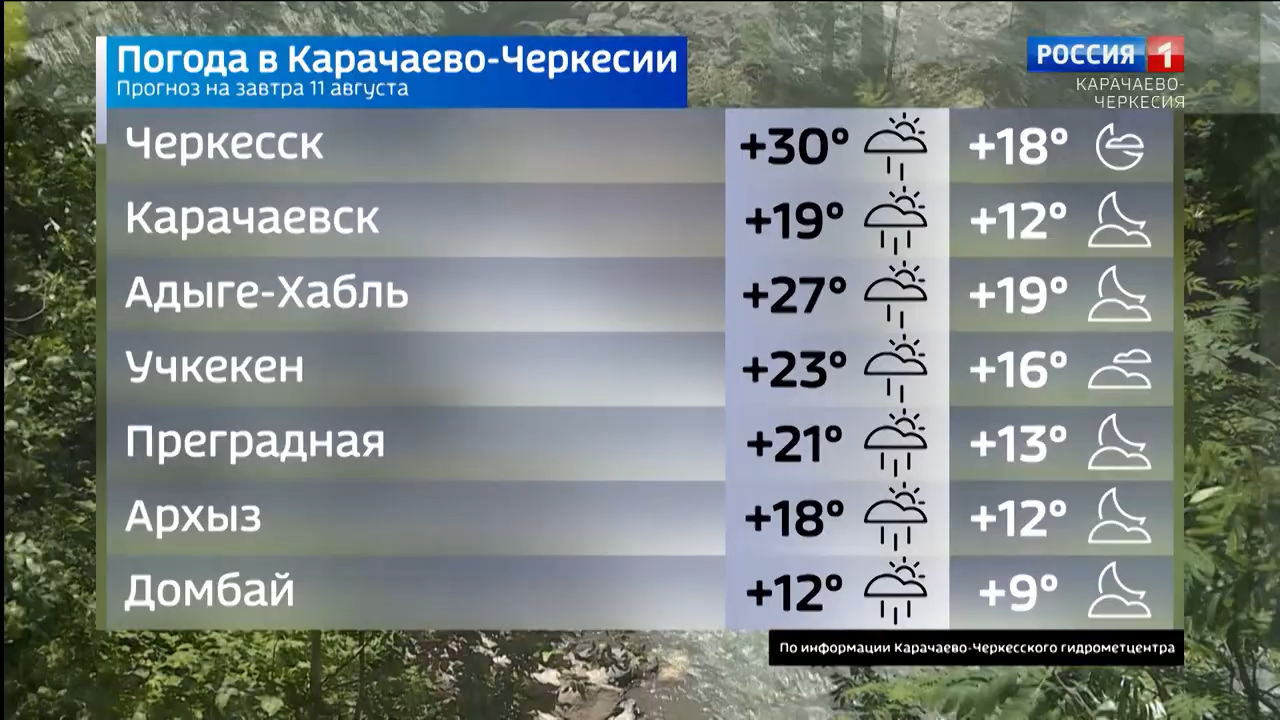 Погода в Карачаево-Черкесии
Прогноз на завтра 11 августа
РОССИЯ 1
КАРАЧАЕВО-
ЧЕРКЕСИЯ
Черкесск +30° +18°
Карачаевск +19° +12°
Адыге-Хабль +27° +19°
Учкекен +23° +16°
Преградная +21° +13°
Архыз +18° +12°
Домбай +12° +9°
По информации Карачаево-Черкесского гидрометцентра